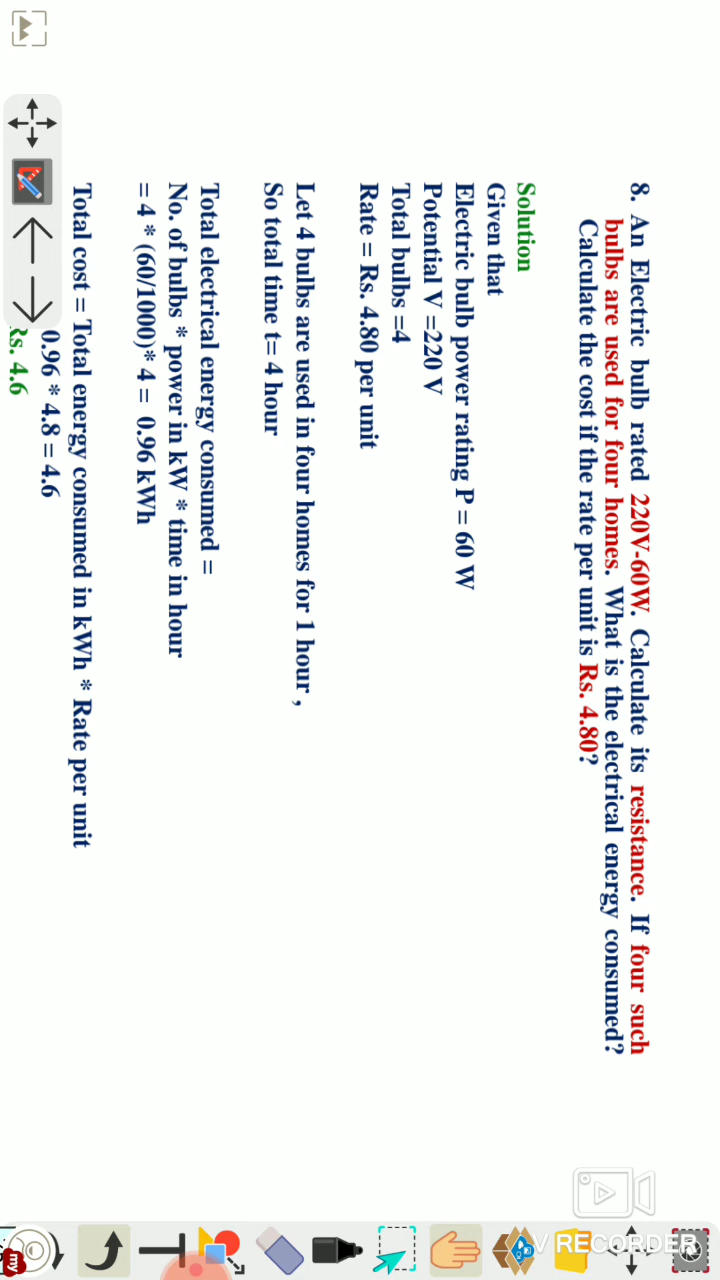 8. An Electric bulb rated 220V-60W. Calculate its resistance. If four such
bulbs are used for four homes. What is the electrical energy consumed?
Calculate the cost if the rate per unit is Rs. 4.80?
Solution
Given that
Electric bulb power rating P = 60 W
Potential V =220 V
Total bulbs =4
Rate = Rs. 4.80 per unit
Let 4 bulbs are used in four homes for 1 hour ,
So total time t= 4 hour
Total electrical energy consumed =
No. of bulbs * power in kW * time in hour
= 4 * (60/1000)* 4 = 0.96 kWh
Total cost = Total energy consumed in kWh * Rate per unit
0.96 * 4.8 = 4.6
Rs. 4.6
V RECORDER
my